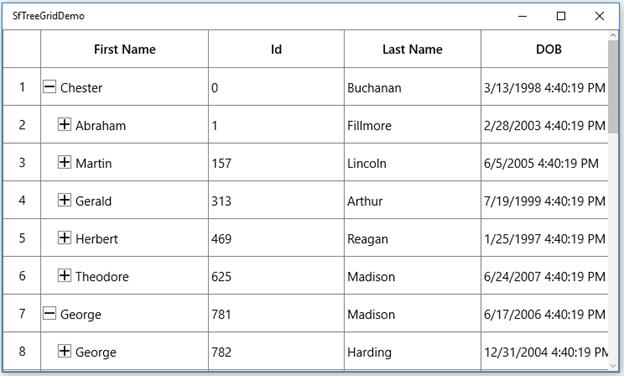 SfTreeGridDemo
First Name Id Last Name DOB
1 Chester 0 Buchanan 3/13/1998 4:40:19 PM
2 Abraham 1 Fillmore 2/28/2003 4:40:19 PM
3 Martin 157 Lincoln 6/5/2005 4:40:19 PM
4 Gerald 313 Arthur 7/19/1999 4:40:19 PM
5 Herbert 469 Reagan 1/25/1997 4:40:19 PM
6 Theodore 625 Madison 6/24/2007 4:40:19 PM
7 George 781 Madison 6/17/2006 4:40:19 PM
8 George 782 Harding 12/31/2004 4:40:19 PM